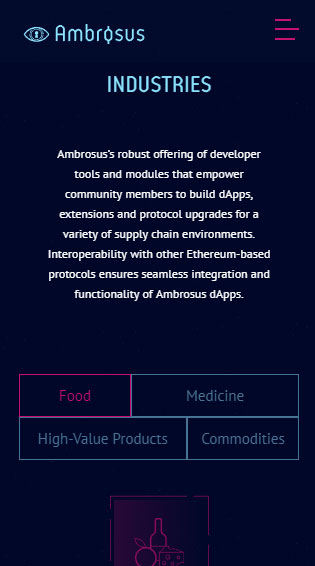 Ambrosus
INDUSTRIES
Ambrosus's robust offering of developer
tools and modules that empower
community members to build dApps,
extensions and protocol upgrades for a
variety of supply chain environments.
Interoperability with other Ethereum-based
protocols ensures seamless integration and
functionality of Ambrosus dApps.
Food Medicine
High-Value Products Commodities